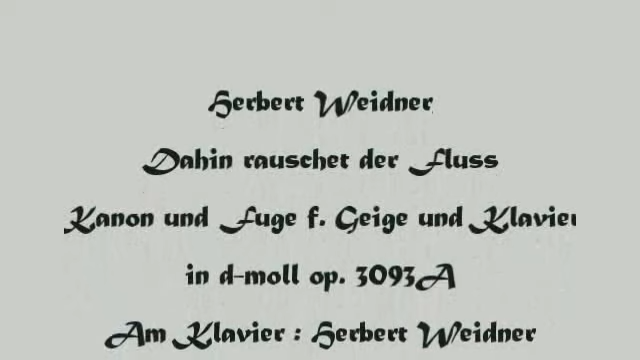 Herbert Weidner
Dahin rauschet der Fluss
Kanon und Fuge f. Geige und Klavier
in d-moll op. 3093A
Am Klavier : Herbert Weidner